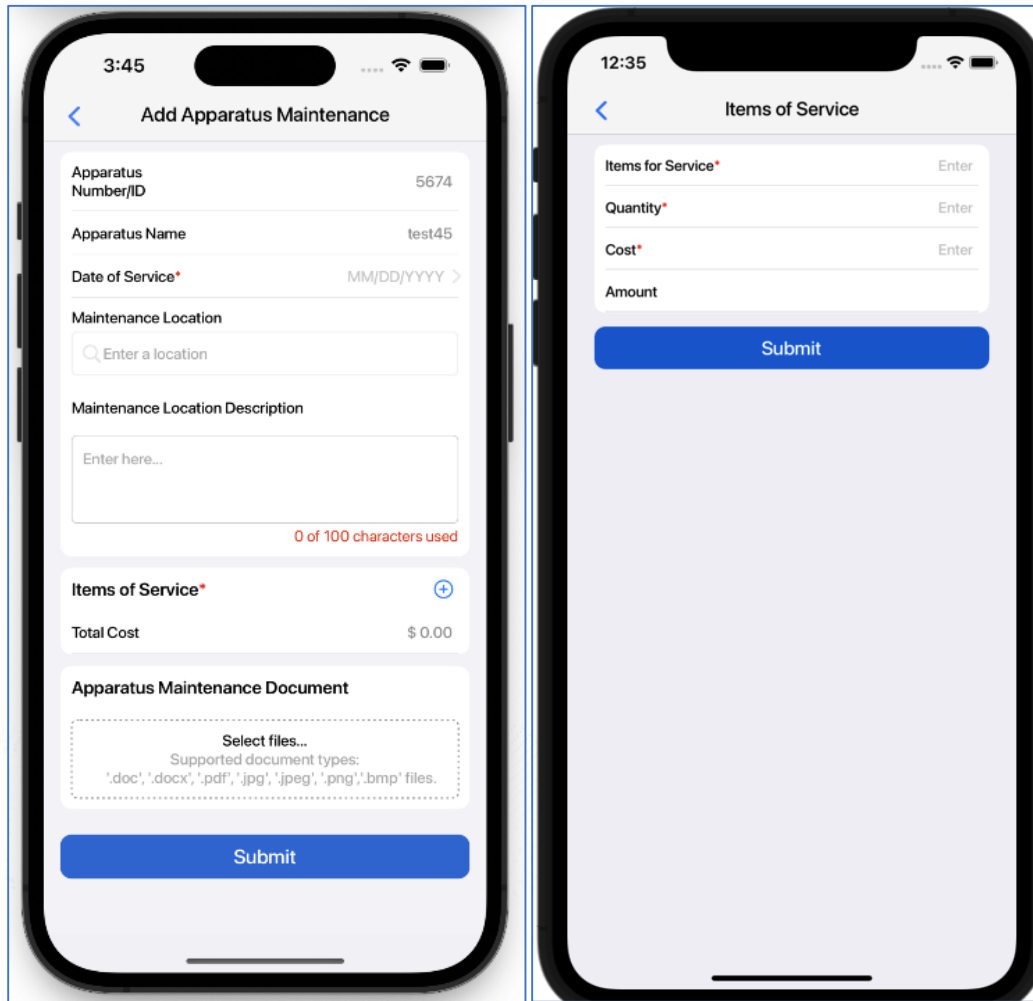 3:45
Add Apparatus Maintenance
Apparatus
Number/ID
5674
Apparatus Name
test45
Date of Service*
MM/DD/YYYY
Maintenance Location
Enter a location
Maintenance Location Description
Enter here...
0 of 100 characters used
Items of Service*
Total Cost
$ 0.00
Apparatus Maintenance Document
Select files...
Supported document types:
'.doc', '.docx', '.pdf', '.jpg', '.jpeg', '.png','.bmp' files.
Submit
12:35
Items of Service
Items for Service*
Enter
Quantity*
Enter
Cost*
Enter
Amount
Submit